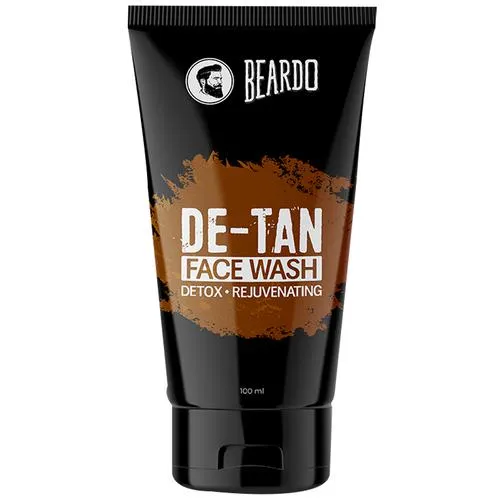 BEARDO
DE-TAN
FACE WASH
DETOX • REJUVENATING
100 ml